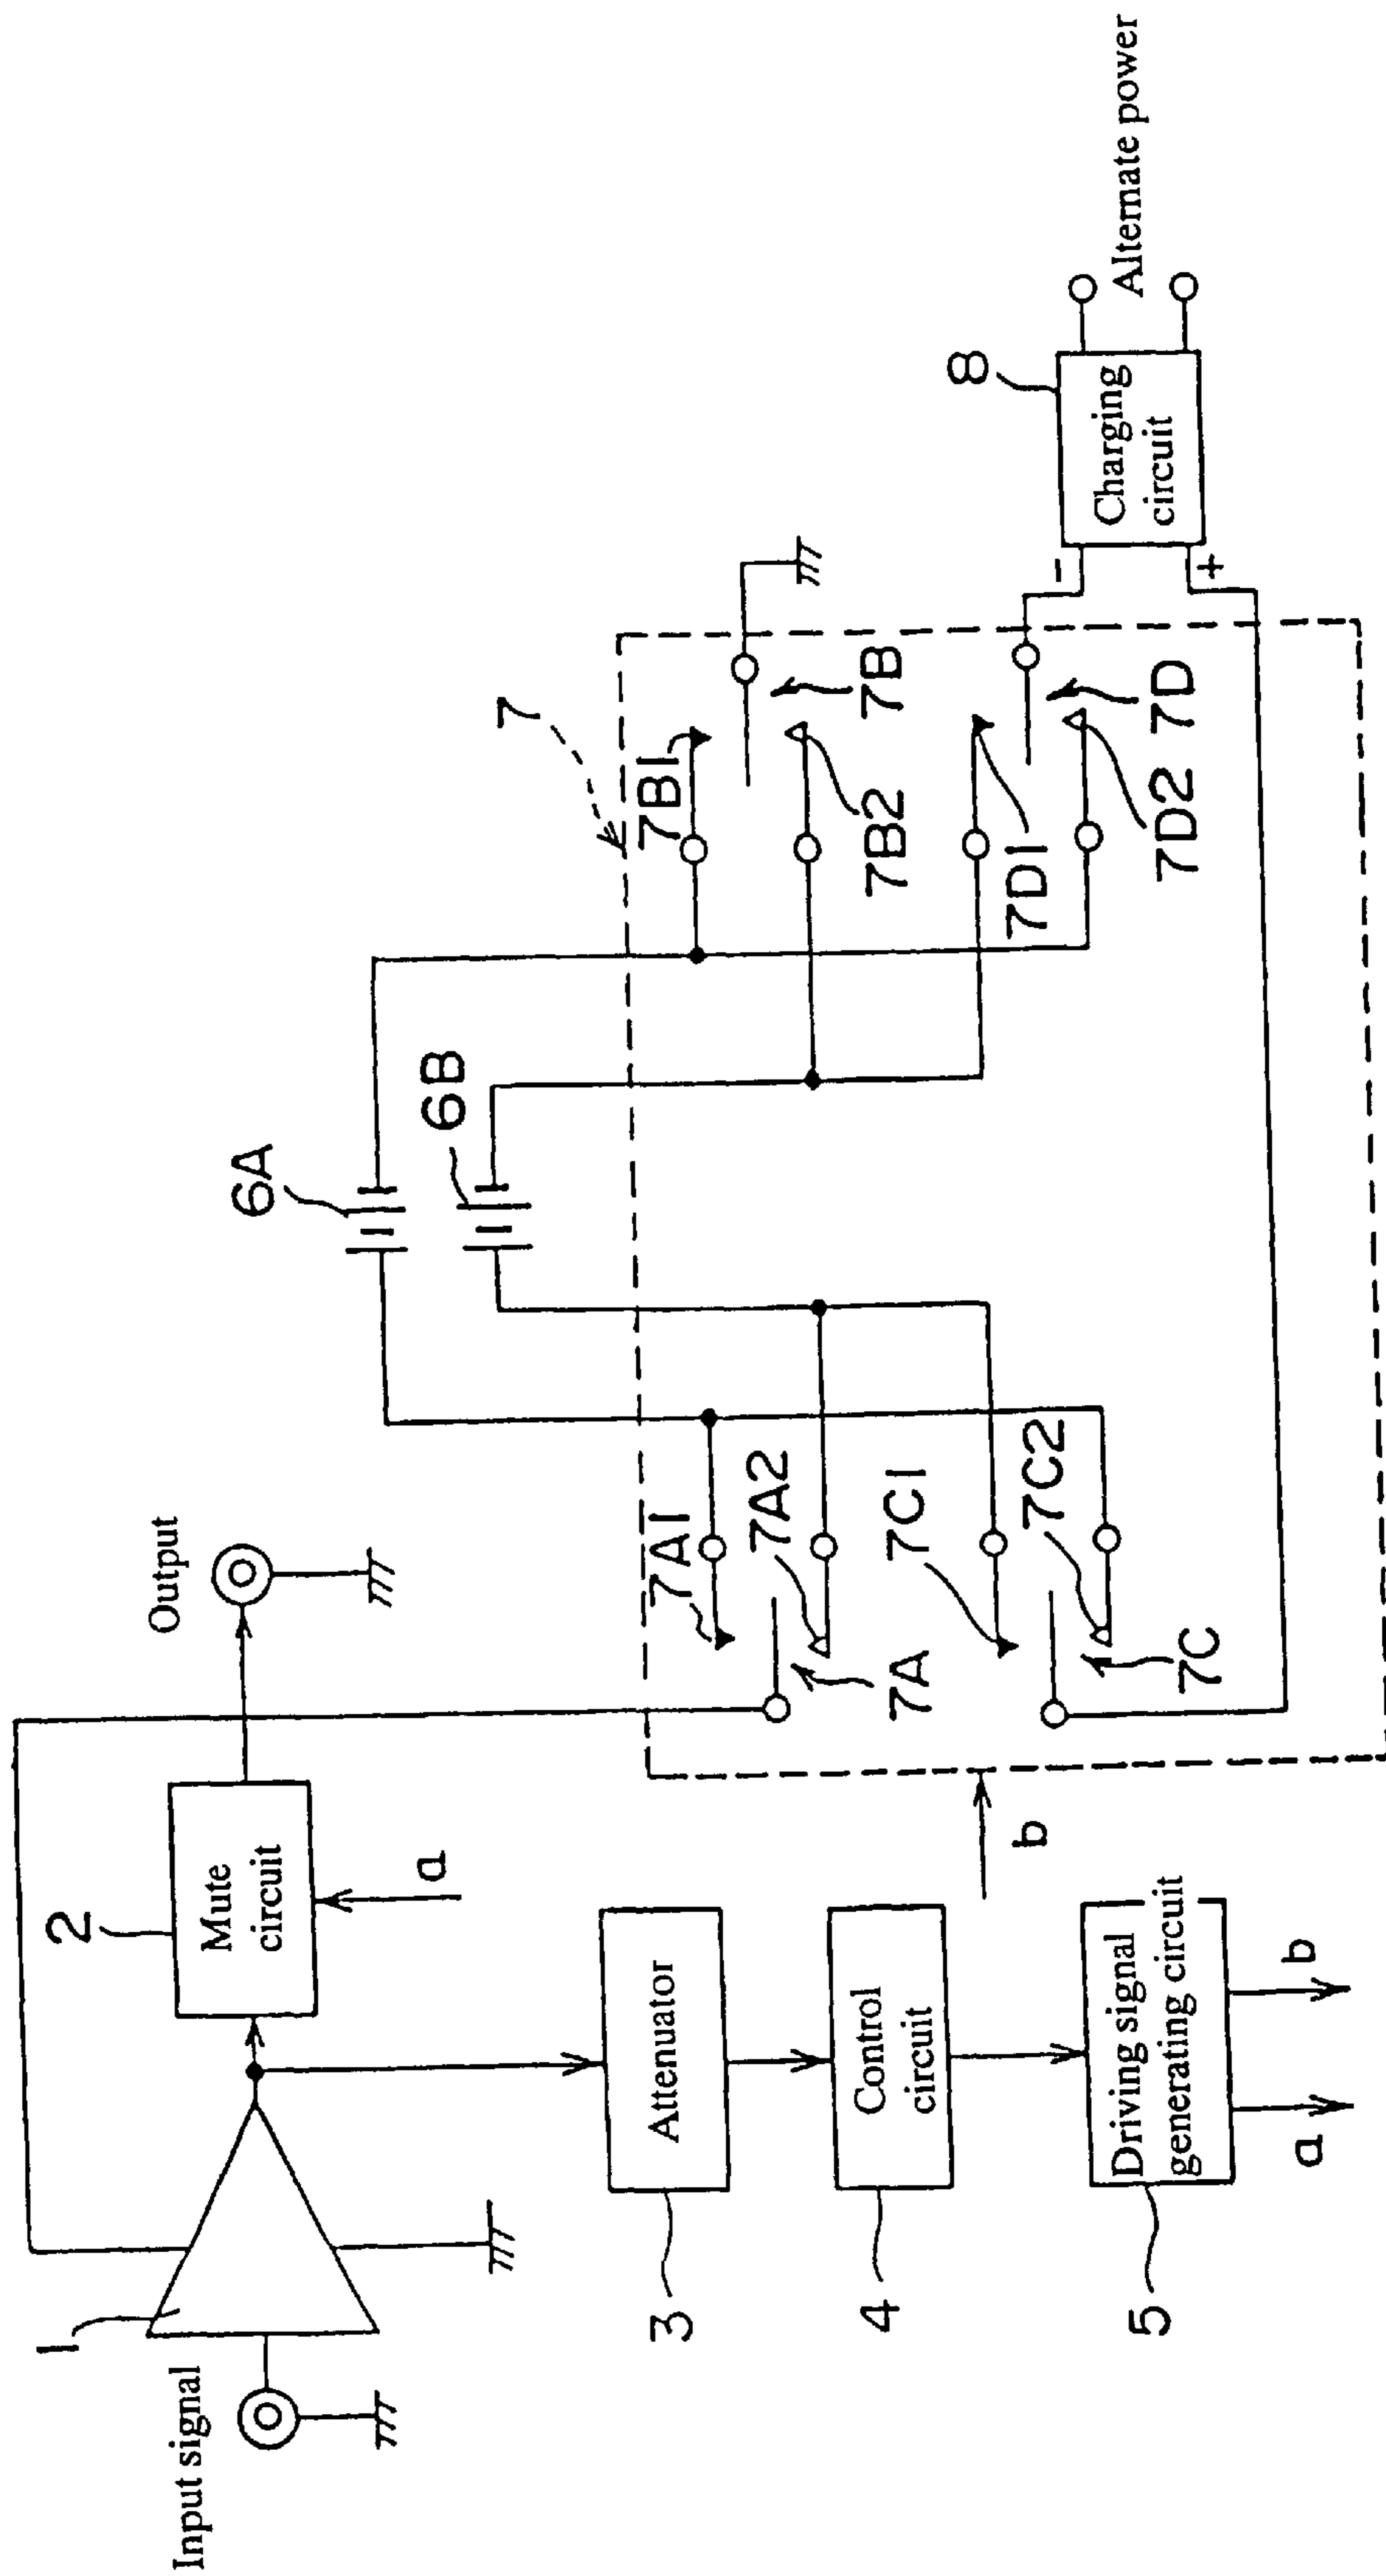 Input signal
1
2
Mute
circuit
a
Output
3
Attenuator
4
Control
circuit
5
Driving signal
generating circuit
a
b
b
6A
6B
7
7A1
7A2
7A
7C1
7C2
7C
7B1
7B2
7B
7D1
7D2
7D
8
Charging
circuit
-
+
Alternate power